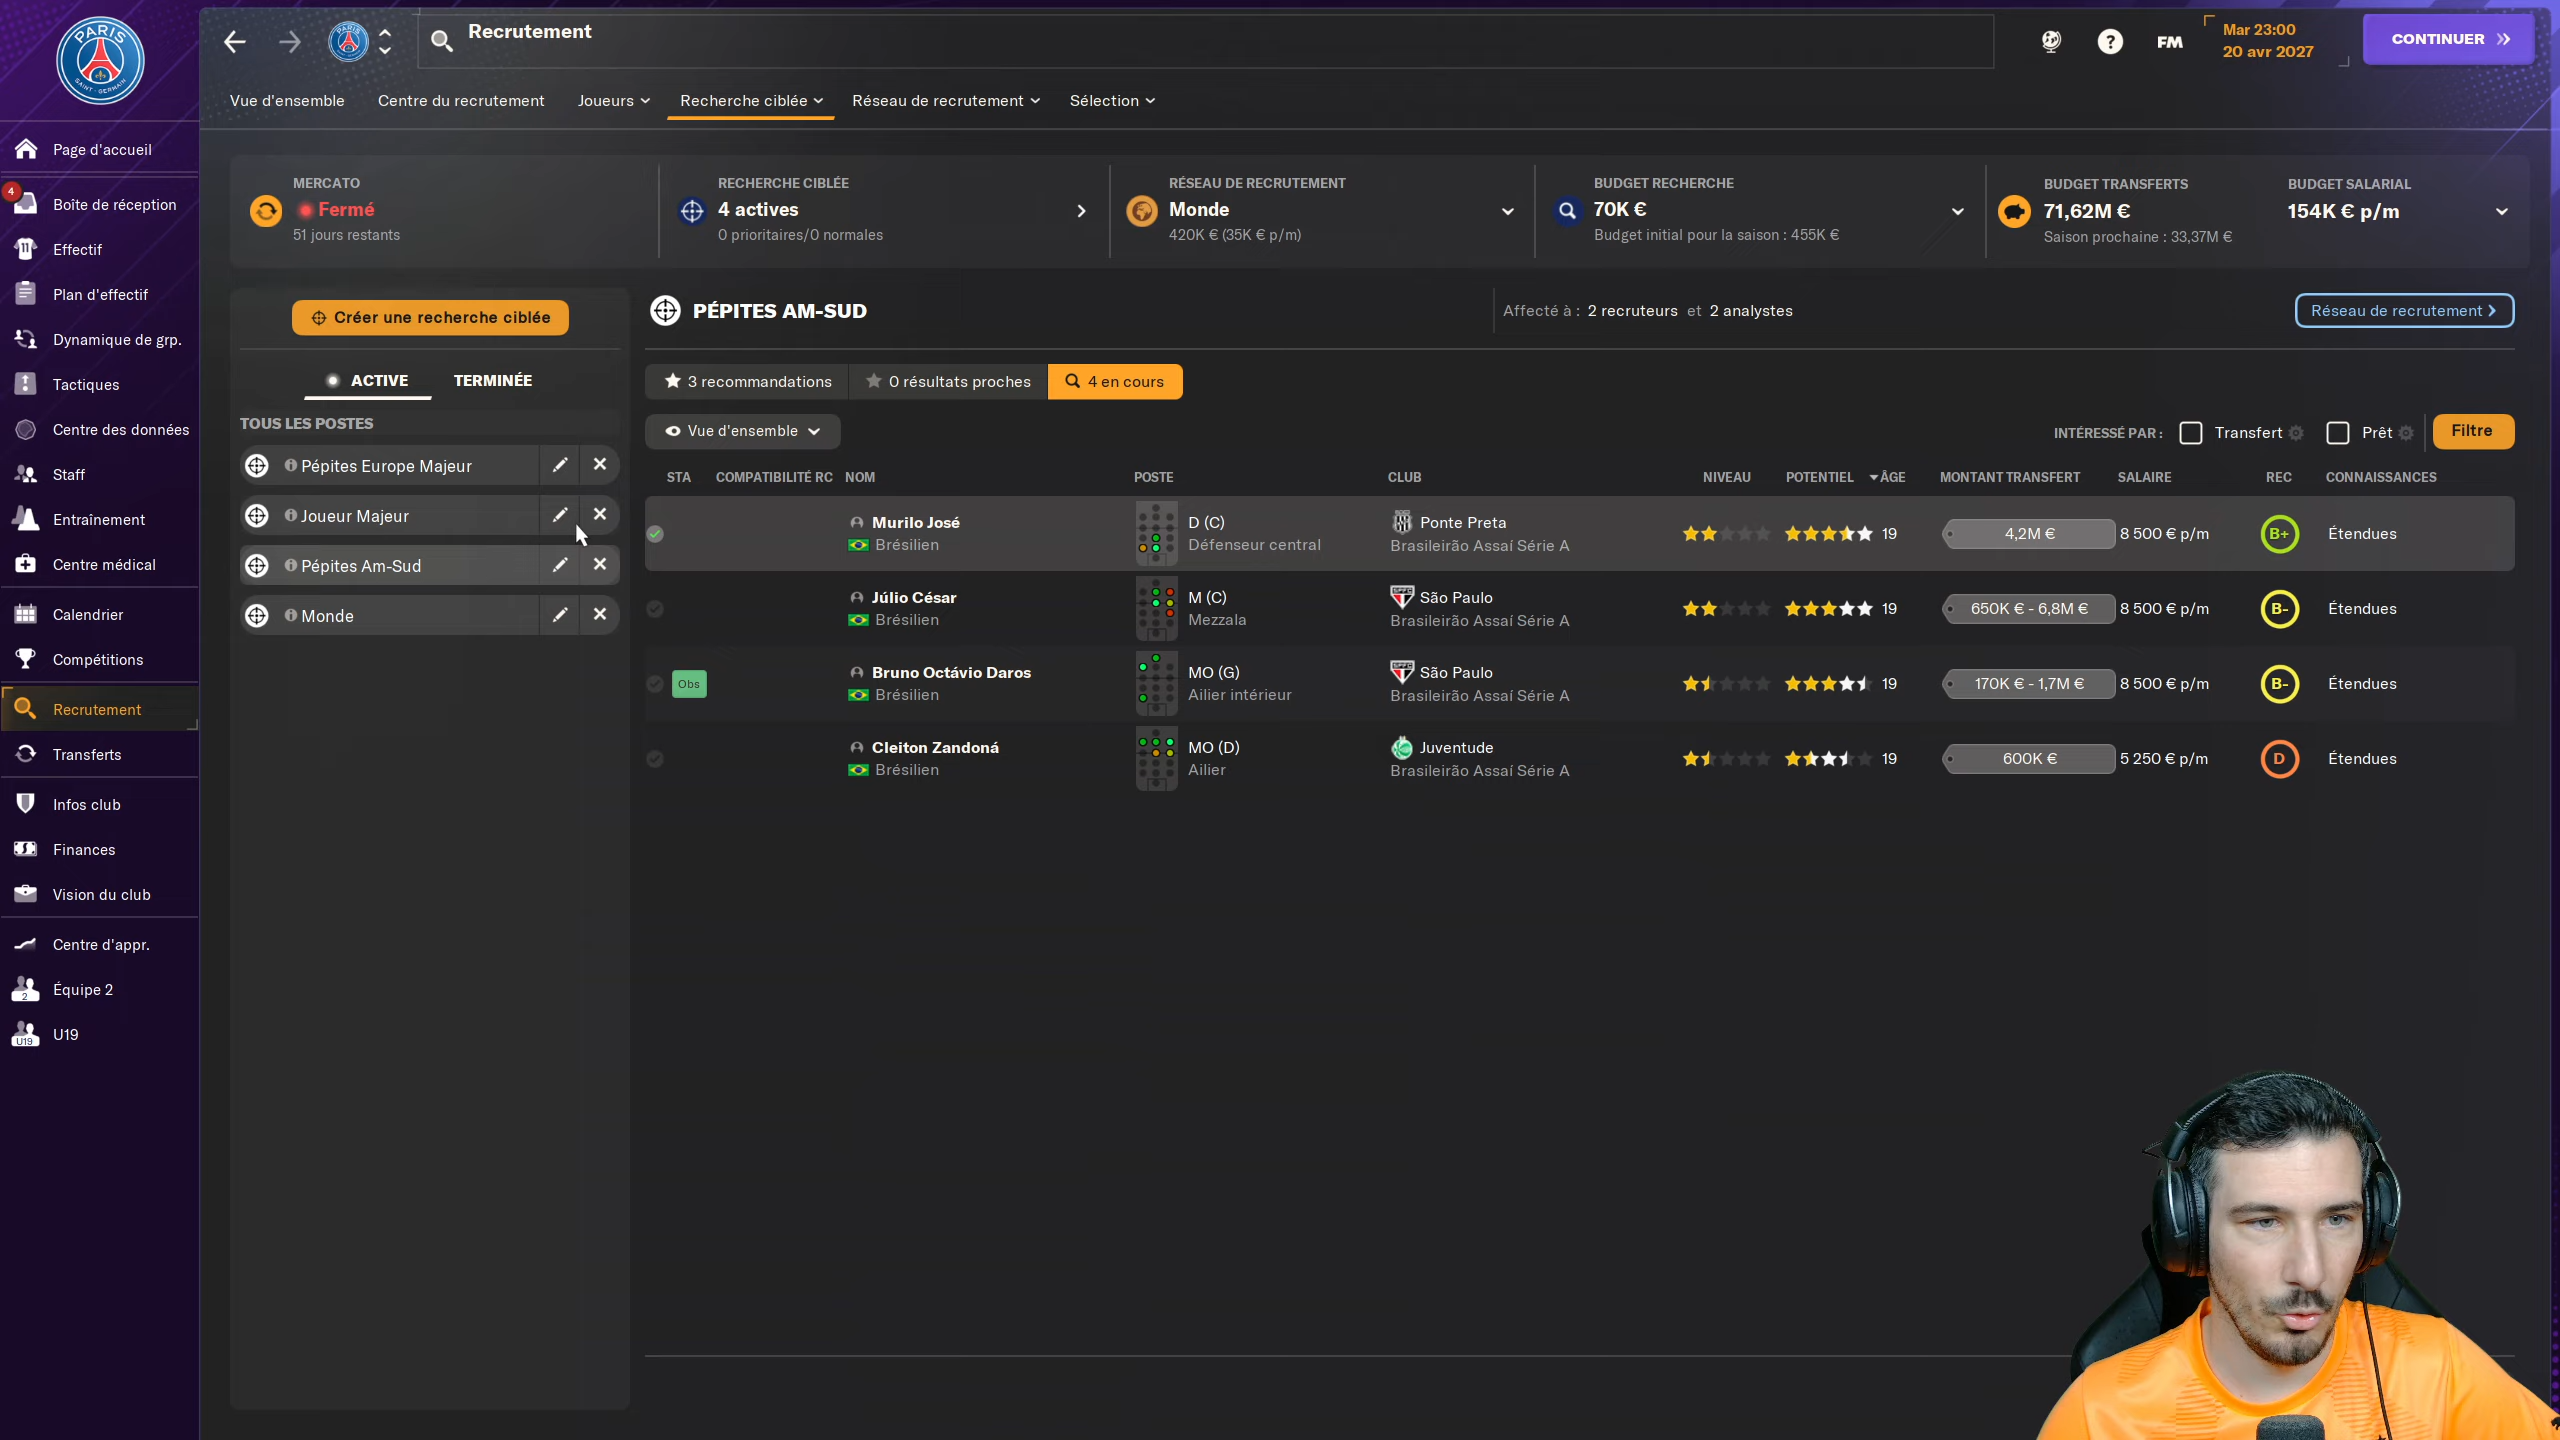 PARIS
SAINT-GERMAIN
Recrutement
Mar 23:00
20 avr 2027
FM
CONTINUER
Vue d'ensemble
Centre du recrutement
Joueurs
Recherche ciblée
Réseau de recrutement
Sélection
Page d'accueil
4
Boîte de réception
Effectif
Plan d'effectif
Dynamique de grp.
Tactiques
Centre des données
Staff
Entraînement
Centre médical
Calendrier
Compétitions
Recrutement
Transferts
Infos club
Finances
Vision du club
Centre d'appr.
2
Équipe 2
U19
U19
MERCATO
Fermé
51 jours restants
RECHERCHE CIBLÉE
4 actives
0 prioritaires/0 normales
RÉSEAU DE RECRUTEMENT
Monde
420K € (35K € p/m)
BUDGET RECHERCHE
70K €
Budget initial pour la saison : 455K €
BUDGET TRANSFERTS
71,62M €
Saison prochaine : 33,37M €
BUDGET SALARIAL
154K € p/m
Créer une recherche ciblée
ACTIVE
TERMINÉE
TOUS LES POSTES
Pépites Europe Majeur
Joueur Majeur
Pépites Am-Sud
Monde
PÉPITES AM-SUD
Affecté à : 2 recruteurs et 2 analystes
Réseau de recrutement
3 recommandations
0 résultats proches
4 en cours
Vue d'ensemble
INTÉRESSÉ PAR :
Transfert
Prêt
Filtre
STA COMPATIBILITÉ RC NOM POSTE CLUB NIVEAU POTENTIEL ÂGE MONTANT TRANSFERT SALAIRE REC CONNAISSANCES
Murilo José D (C) Ponte Preta
Brésilien Défenseur central Brasileirão Assaí Série A
19 4,2M € 8 500 € p/m B+ Étendues
Júlio César M (C) São Paulo
Brésilien Mezzala Brasileirão Assaí Série A
19 650K € - 6,8M € 8 500 € p/m B- Étendues
Obs
Bruno Octávio Daros MO (G) São Paulo
Brésilien Ailier intérieur Brasileirão Assaí Série A
19 170K € - 1,7M € 8 500 € p/m B- Étendues
Cleiton Zandoná MO (D) Juventude
Brésilien Ailier Brasileirão Assaí Série A
19 600K € 5 250 € p/m D Étendues